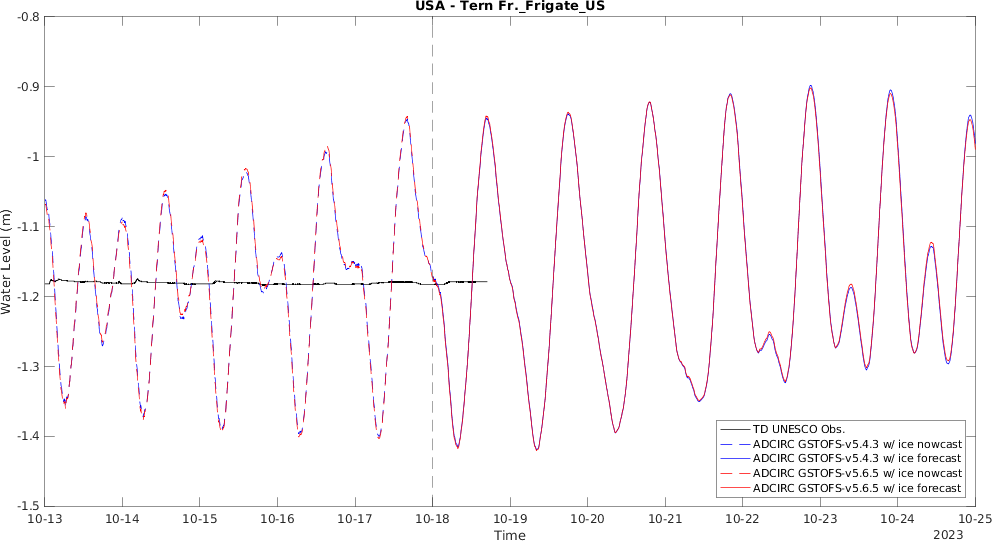 USA - Tern Fr._Frigate_US
-0.8
-0.9
-1
-1.1
-1.2
-1.3
-1.4
-1.5
Water Level (m)
TD UNESCO Obs.
ADCIRC GSTOFS-v5.4.3 w/ ice nowcast
ADCIRC GSTOFS-v5.4.3 w/ ice forecast
ADCIRC GSTOFS-v5.6.5 w/ ice nowcast
ADCIRC GSTOFS-v5.6.5 w/ ice forecast
10-13 10-14 10-15 10-16 10-17 10-18 10-19 10-20 10-21 10-22 10-23 10-24 10-25
Time
2023